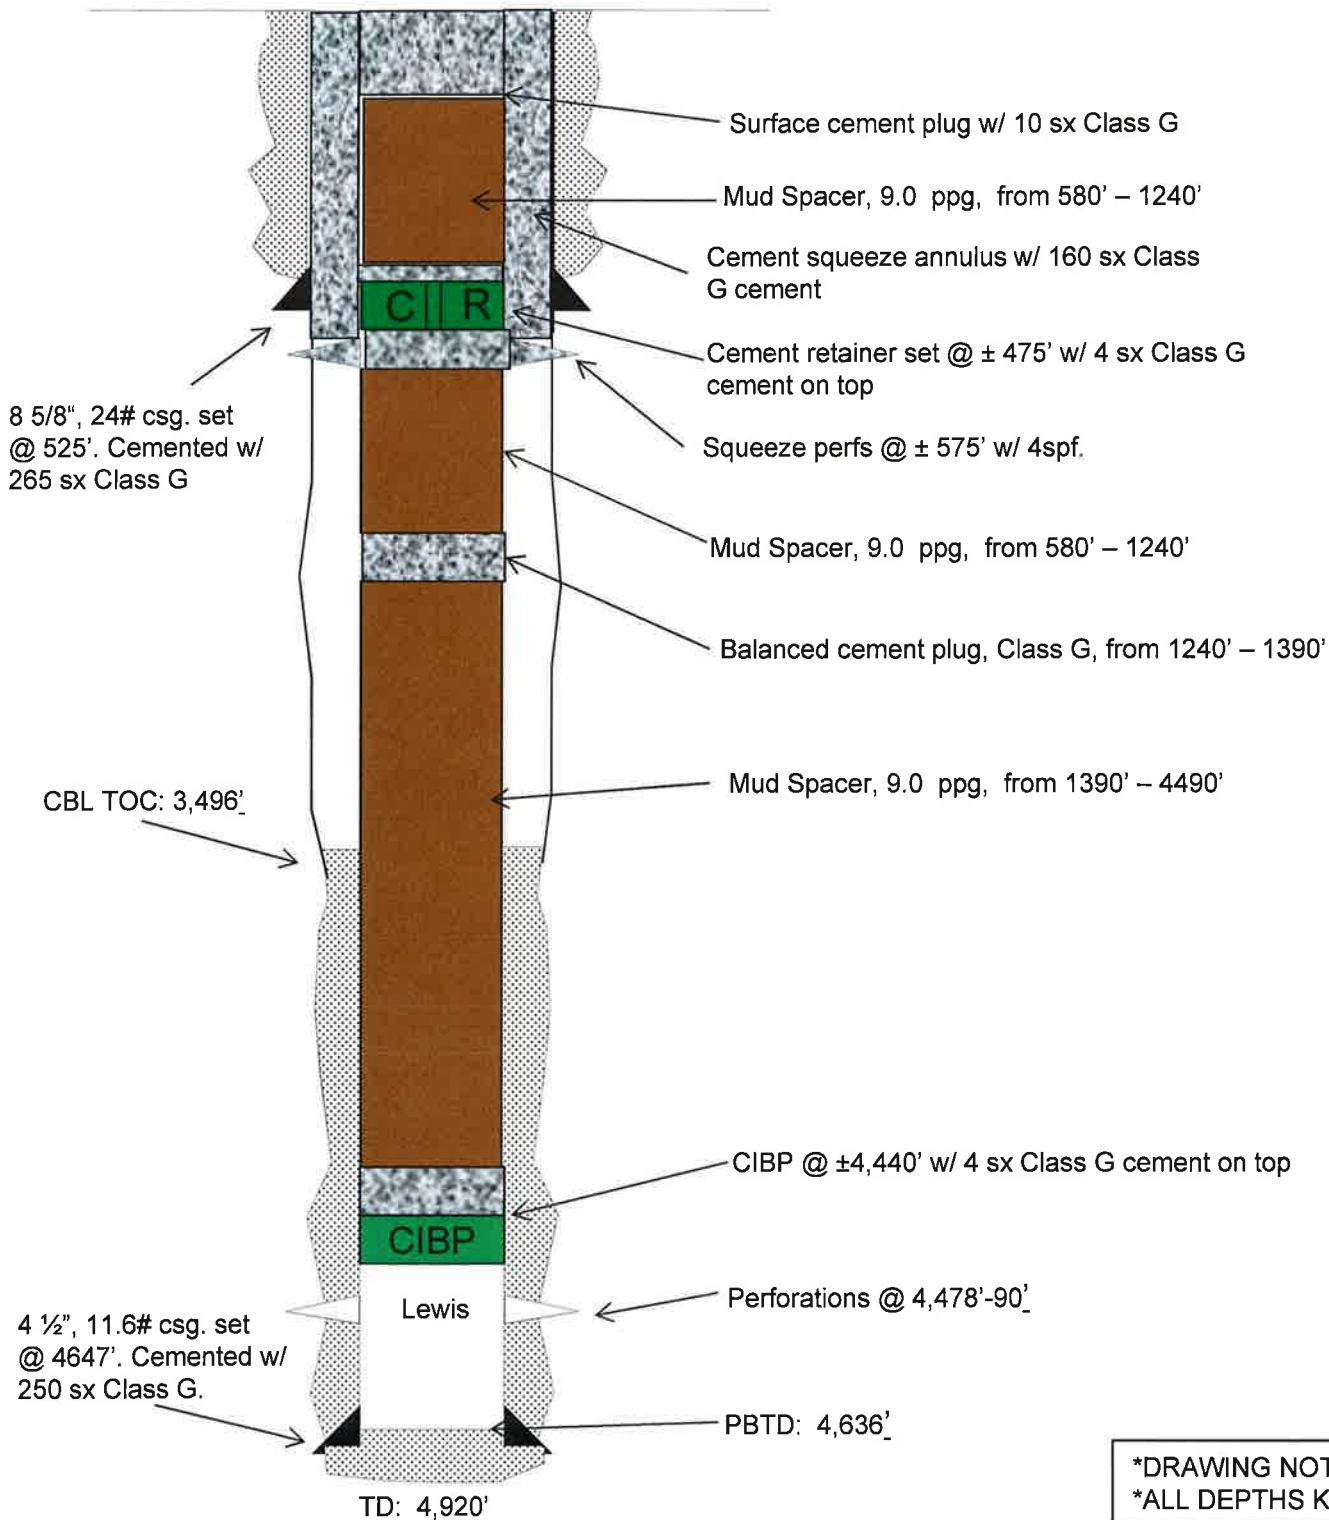 Surface cement plug w/ 10 sx Class G
Mud Spacer, 9.0 ppg, from 580' – 1240'
Cement squeeze annulus w/ 160 sx Class
G cement
C R
Cement retainer set @ ± 475' w/ 4 sx Class G
cement on top
8 5/8", 24# csg. set
@ 525'. Cemented w/
265 sx Class G
Squeeze perfs @ ± 575' w/ 4spf.
Mud Spacer, 9.0 ppg, from 580' – 1240'
Balanced cement plug, Class G, from 1240' – 1390'
Mud Spacer, 9.0 ppg, from 1390' – 4490'
CBL TOC: 3,496'
CIBP @ ±4,440' w/ 4 sx Class G cement on top
CIBP
Perforations @ 4,478'-90'
Lewis
4 ½", 11.6# csg. set
@ 4647'. Cemented w/
250 sx Class G.
PBTD: 4,636'
TD: 4,920'
*DRAWING NOT
*ALL DEPTHS K